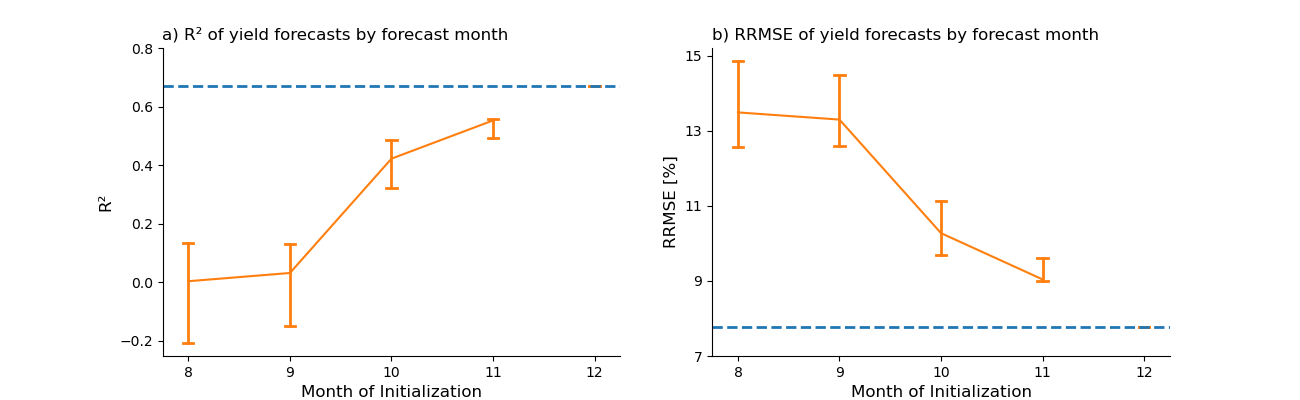 a) R² of yield forecasts by forecast month
0.8
0.6
0.4
0.2
0.0
−0.2
R²
8 9 10 11 12
Month of Initialization
b) RRMSE of yield forecasts by forecast month
15
13
11
9
7
RRMSE [%]
8 9 10 11 12
Month of Initialization